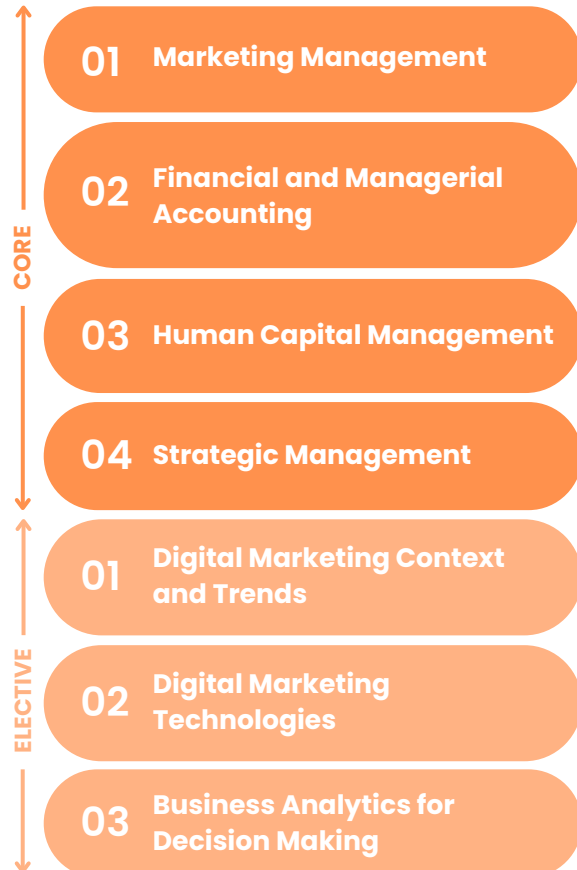 CORE
01 Marketing Management
02 Financial and Managerial
Accounting
03 Human Capital Management
04 Strategic Management
ELECTIVE
01 Digital Marketing Context
and Trends
02 Digital Marketing
Technologies
03 Business Analytics for
Decision Making